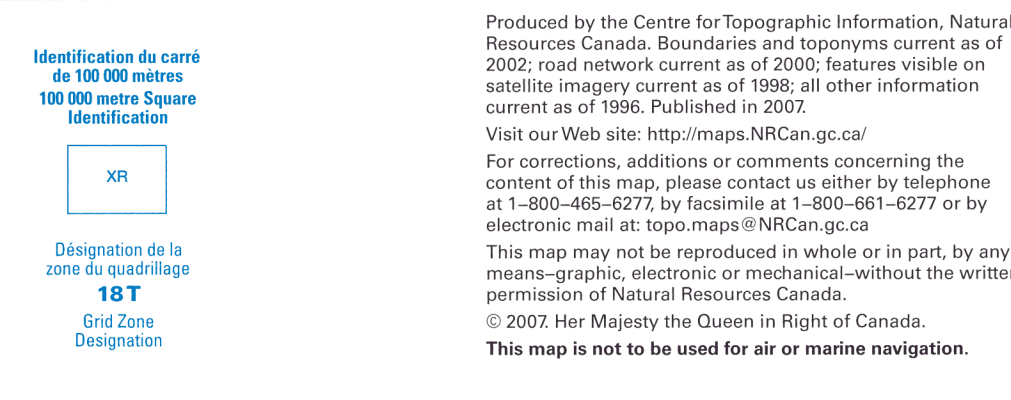 Identification du carré
de 100 000 mètres
100 000 metre Square
Identification
XR
Désignation de la
zone du quadrillage
18 T
Grid Zone
Designation
Produced by the Centre for Topographic Information, Natural
Resources Canada. Boundaries and toponyms current as of
2002; road network current as of 2000; features visible on
satellite imagery current as of 1998; all other information
current as of 1996. Published in 2007.
Visit our Web site: http://maps.NRCan.gc.ca/
For corrections, additions or comments concerning the
content of this map, please contact us either by telephone
at 1–800–465–6277, by facsimile at 1–800–661–6277 or by
electronic mail at: topo.maps@NRCan.gc.ca
This map may not be reproduced in whole or in part, by any
means–graphic, electronic or mechanical–without the written
permission of Natural Resources Canada.
© 2007. Her Majesty the Queen in Right of Canada.
This map is not to be used for air or marine navigation.